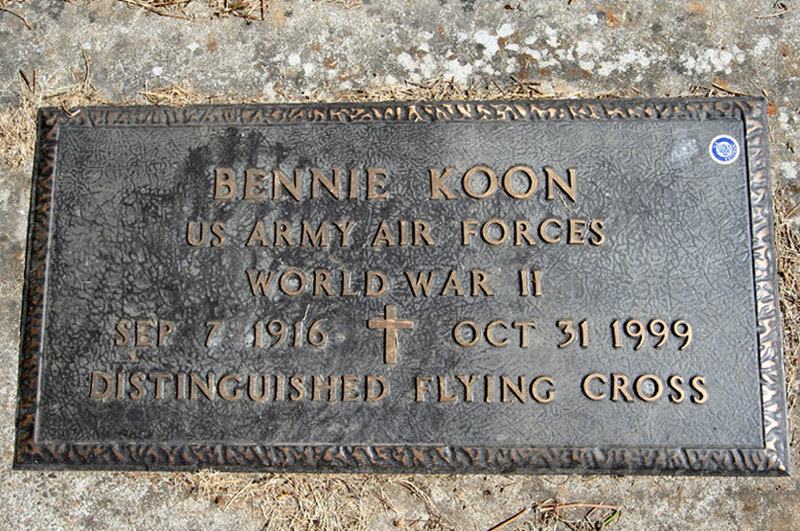 BENNIE KOON
US ARMY AIR FORCES
WORLD WAR II
SEP 7 1916 OCT 31 1999
DISTINGUISHED FLYING CROSS